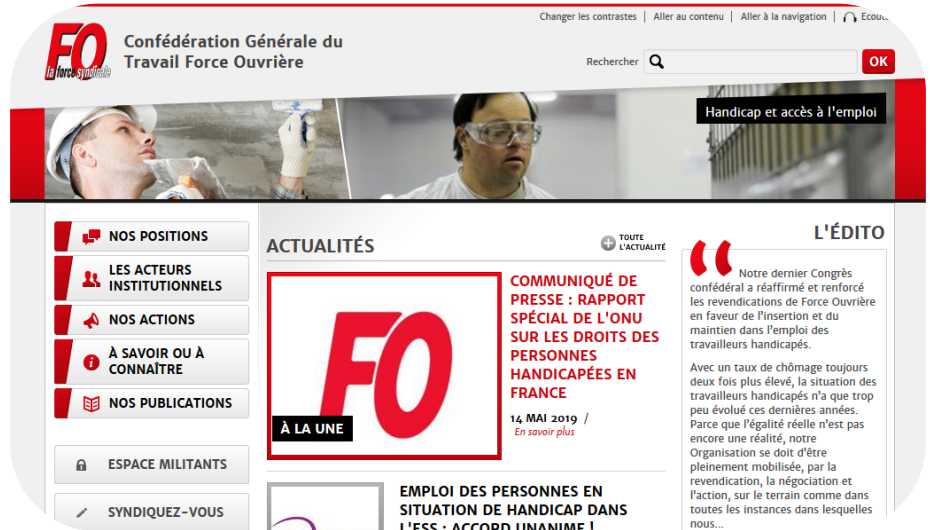 Changer les contrastes | Aller au contenu | Aller à la navigation |
FO
la force syndicale
Confédération Générale du
Travail Force Ouvrière
Rechercher
OK
Handicap et accès à l'emploi
NOS POSITIONS
LES ACTEURS
INSTITUTIONNELS
NOS ACTIONS
À SAVOIR OU À
CONNAÎTRE
NOS PUBLICATIONS
ESPACE MILITANTS
SYNDIQUEZ-VOUS
ACTUALITÉS
TOUTE
L'ACTUALITÉ
FO
À LA UNE
COMMUNIQUÉ DE
PRESSE : RAPPORT
SPÉCIAL DE L'ONU
SUR LES DROITS DES
PERSONNES
HANDICAPÉES EN
FRANCE
14 MAI 2019 /
En savoir plus
EMPLOI DES PERSONNES EN
SITUATION DE HANDICAP DANS
L'ESS : ACCORD UNANIME !
L'ÉDITO
Notre dernier Congrès
confédéral a réaffirmé et renforcé
les revendications de Force Ouvrière
en faveur de l'insertion et du
maintien dans l'emploi des
travailleurs handicapés.
Avec un taux de chômage toujours
deux fois plus élevé, la situation des
travailleurs handicapés n'a que trop
peu évolué ces dernières années.
Parce que l'égalité réelle n'est pas
encore une réalité, notre
Organisation se doit d'être
pleinement mobilisée, par la
revendication, la négociation et
l'action, sur le terrain comme dans
toutes les instances dans lesquelles
nous...